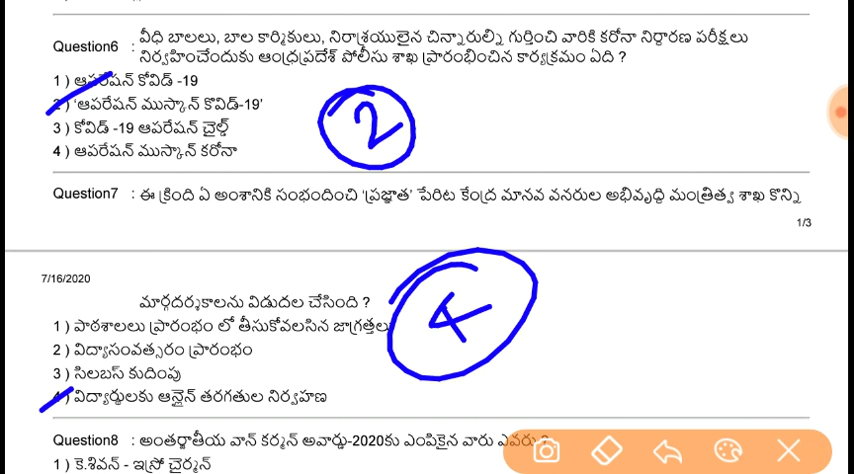 Question6 : వీధి బాలలు, బాల కార్మికులు, నిరాశ్రయులైన చిన్నారుల్ని గుర్తించి వారికి కరోనా నిర్ధారణ పరీక్షలు
నిర్వహించేందుకు ఆంధ్రప్రదేశ్ పోలీసు శాఖ ప్రారంభించిన కార్యక్రమం ఏది ?
1 ) ఆపరేషన్ కోవిడ్ -19
2 ) ‘ఆపరేషన్ ముస్కాన్ కొవిడ్-19’
3 ) కోవిడ్ -19 ఆపరేషన్ చైల్డ్
4 ) ఆపరేషన్ ముస్కాన్ కరోనా
2
Question7 : ఈ క్రింది ఏ అంశానికి సంభందించి ‘ప్రజ్ఞాత’ పేరిట కేంద్ర మానవ వనరుల అభివృధ్ధి మంత్రిత్వ శాఖ కొన్ని
1/3
7/16/2020
మార్గదర్శకాలను విడుదల చేసింది ?
1 ) పాఠశాలలు ప్రారంభం లో తీసుకోవలసిన జాగ్రత్తలు
2 ) విద్యాసంవత్సరం ప్రారంభం
3 ) సిలబస్ కుదింపు
4 ) విద్యార్థులకు ఆన్లైన్ తరగతుల నిర్వహణ
4
Question8 : అంతర్జాతీయ వాన్ కర్మన్ అవార్డు-2020కు ఎంపికైన వారు ఎవరు ?
1 ) కె.శివన్ - ఇస్రో చైర్మన్